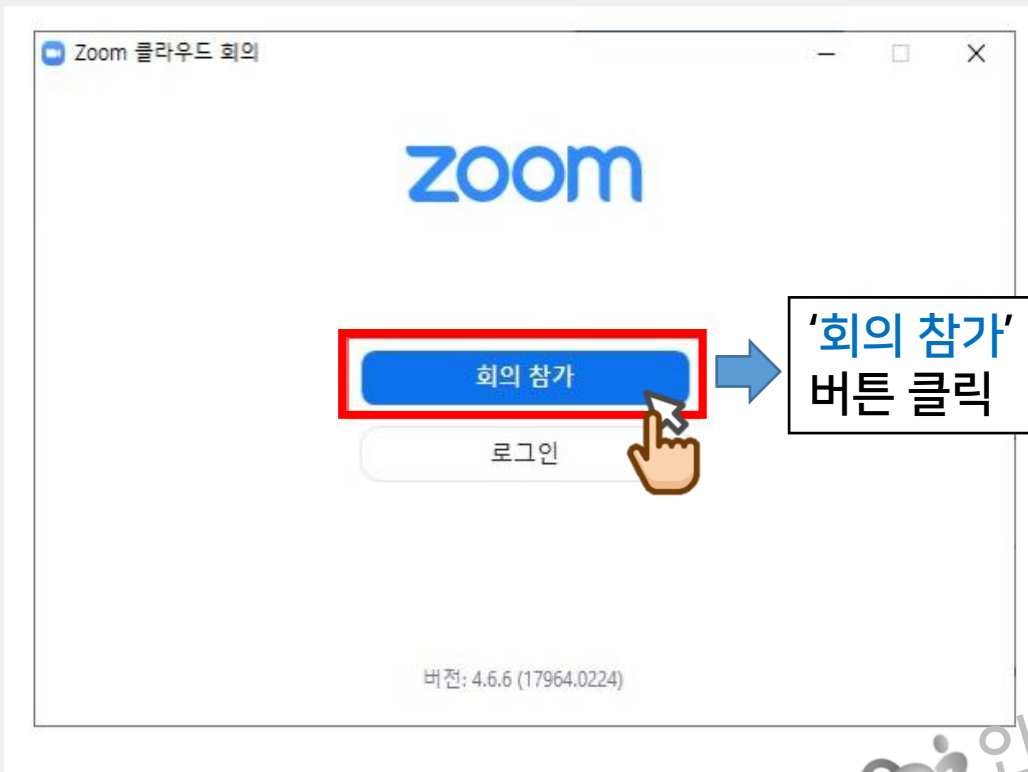 Zoom 클라우드 회의
zoom
회의 참가
로그인
‘회의 참가’
버튼 클릭
버전: 4.6.6 (17964.0224)